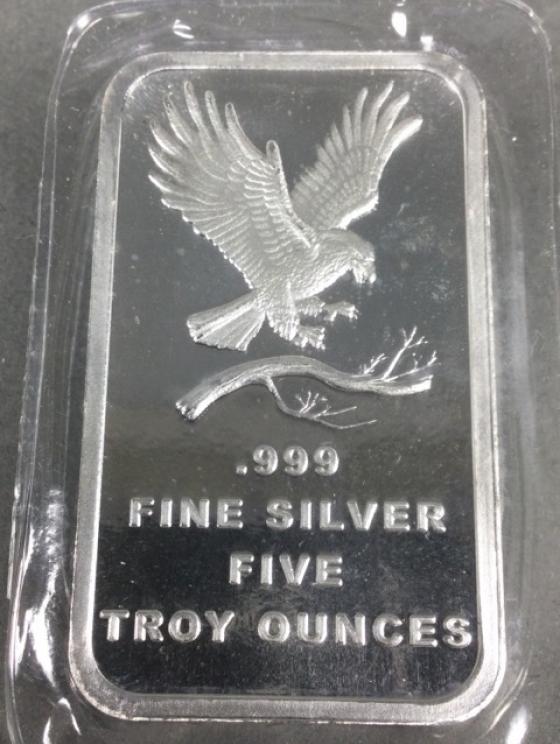 .999
FINE SILVER
FIVE
TROY OUNCES